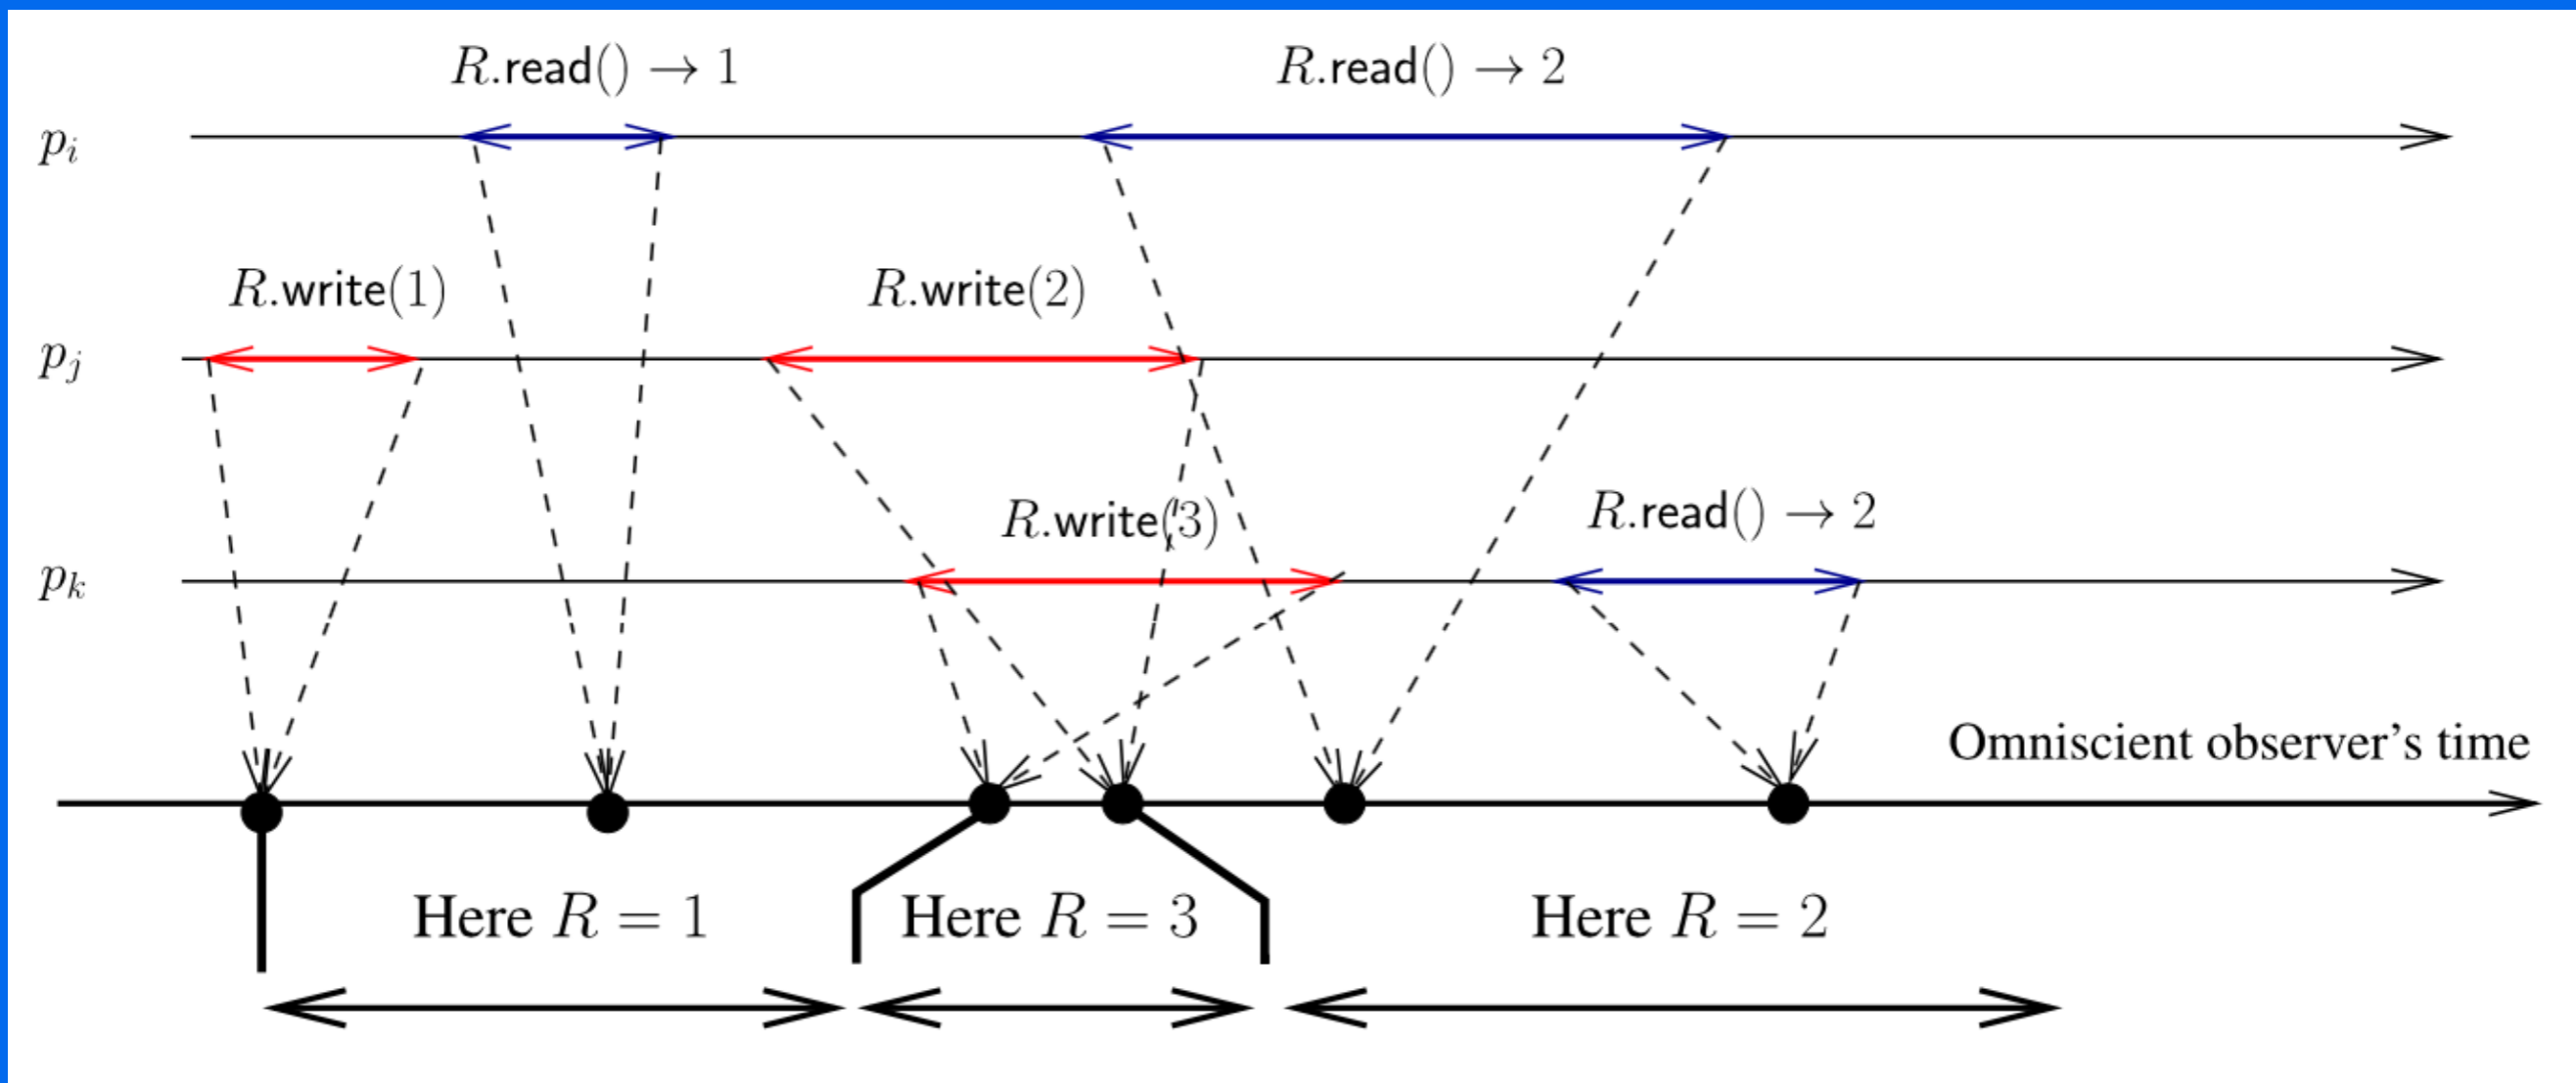 R.read() → 1
R.read() → 2
p_i
R.write(1)
R.write(2)
p_j
R.write(3)
R.read() → 2
p_k
Omniscient observer's time
Here R = 1
Here R = 3
Here R = 2